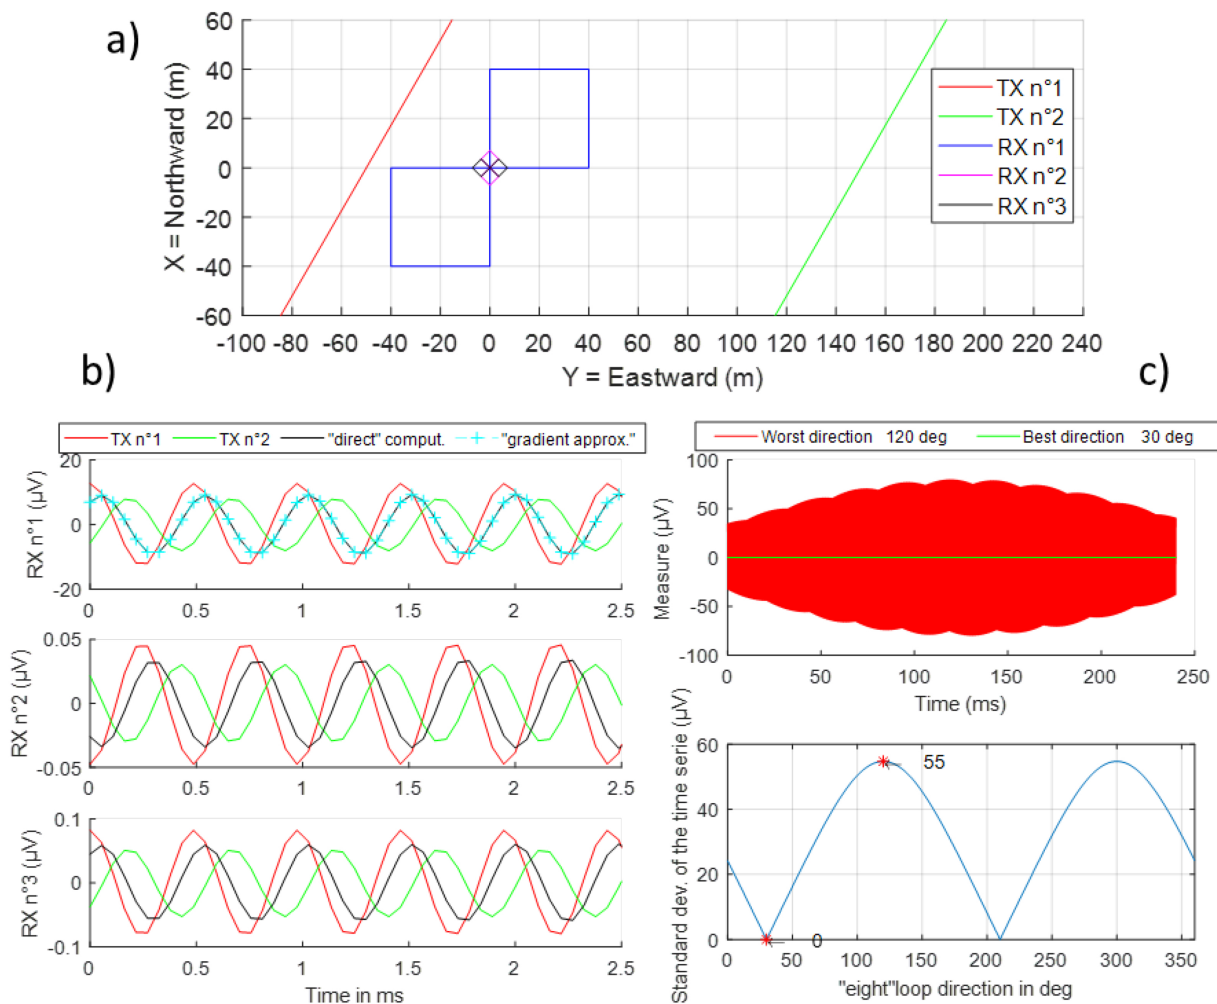 a)
X = Northward (m)
60
40
20
0
-20
-40
-60
-100 -80 -60 -40 -20 0 20 40 60 80 100 120 140 160 180 200 220 240
Y = Eastward (m)
TX n°1
TX n°2
RX n°1
RX n°2
RX n°3
b)
TX n°1 TX n°2 "direct" comput. "gradient approx."
RX n°1 (µV)
20
0
-20
0 0.5 1 1.5 2 2.5
RX n°2 (µV)
0.05
0
-0.05
0 0.5 1 1.5 2 2.5
RX n°3 (µV)
0.1
0
-0.1
0 0.5 1 1.5 2 2.5
Time in ms
c)
Worst direction 120 deg Best direction 30 deg
Measure (µV)
100
50
0
-50
-100
0 50 100 150 200 250
Time (ms)
Standard dev. of the time serie (µV)
60
40
20
0
55
0
0 50 100 150 200 250 300 350
"eight"loop direction in deg